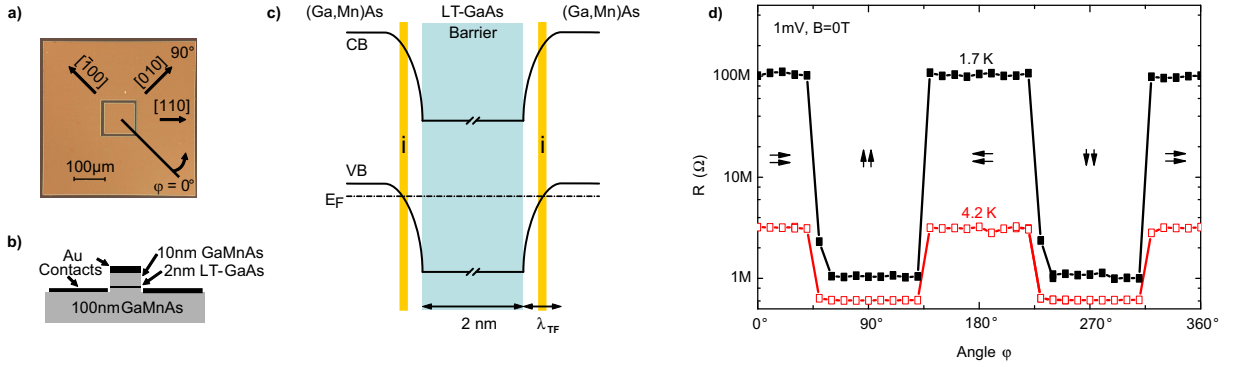 a)
[1̄00]
[010]
90°
[110]
100µm
φ = 0°
b)
Au
Contacts
10nm GaMnAs
2nm LT-GaAs
100nm GaMnAs
c)
(Ga,Mn)As
LT-GaAs
(Ga,Mn)As
Barrier
CB
i
i
VB
E_F
2 nm
λ_TF
d)
1mV, B=0T
1.7 K
100M
10M
4.2 K
1M
R (Ω)
0° 90° 180° 270° 360°
Angle φ